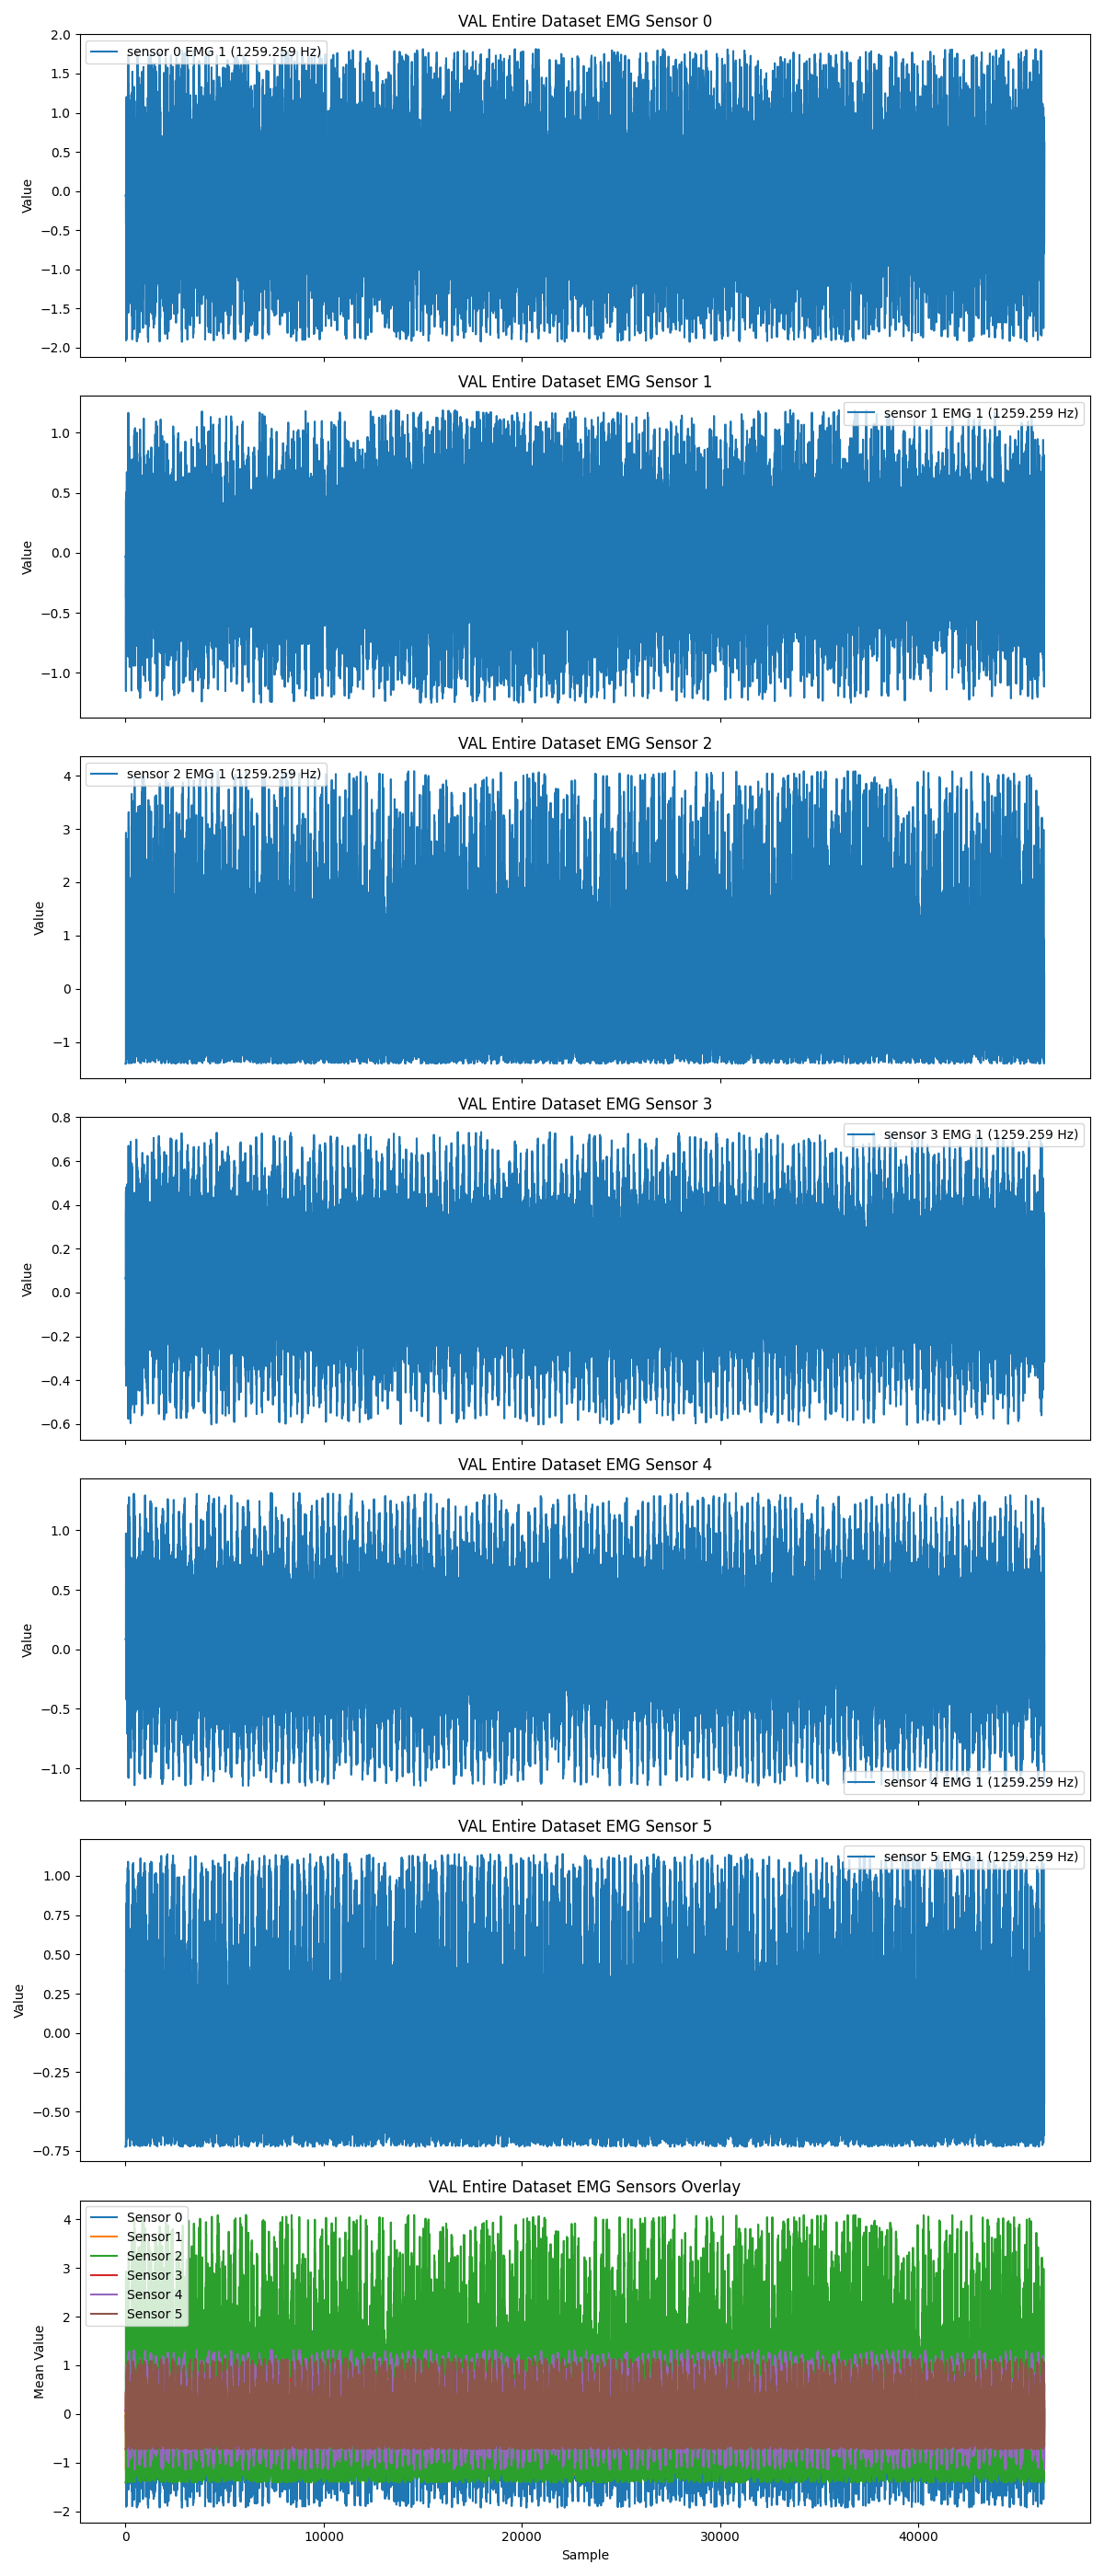 VAL Entire Dataset EMG Sensor 0
sensor 0 EMG 1 (1259.259 Hz)
2.0
1.5
1.0
0.5
0.0
−0.5
−1.0
−1.5
−2.0
Value
VAL Entire Dataset EMG Sensor 1
sensor 1 EMG 1 (1259.259 Hz)
1.0
0.5
0.0
−0.5
−1.0
Value
VAL Entire Dataset EMG Sensor 2
sensor 2 EMG 1 (1259.259 Hz)
4
3
2
1
0
−1
Value
VAL Entire Dataset EMG Sensor 3
sensor 3 EMG 1 (1259.259 Hz)
0.8
0.6
0.4
0.2
0.0
−0.2
−0.4
−0.6
Value
VAL Entire Dataset EMG Sensor 4
1.0
0.5
0.0
−0.5
−1.0
Value
sensor 4 EMG 1 (1259.259 Hz)
VAL Entire Dataset EMG Sensor 5
sensor 5 EMG 1 (1259.259 Hz)
1.00
0.75
0.50
0.25
0.00
−0.25
−0.50
−0.75
Value
VAL Entire Dataset EMG Sensors Overlay
Sensor 0
Sensor 1
Sensor 2
Sensor 3
Sensor 4
Sensor 5
4
3
2
1
0
−1
−2
Mean Value
0 10000 20000 30000 40000
Sample